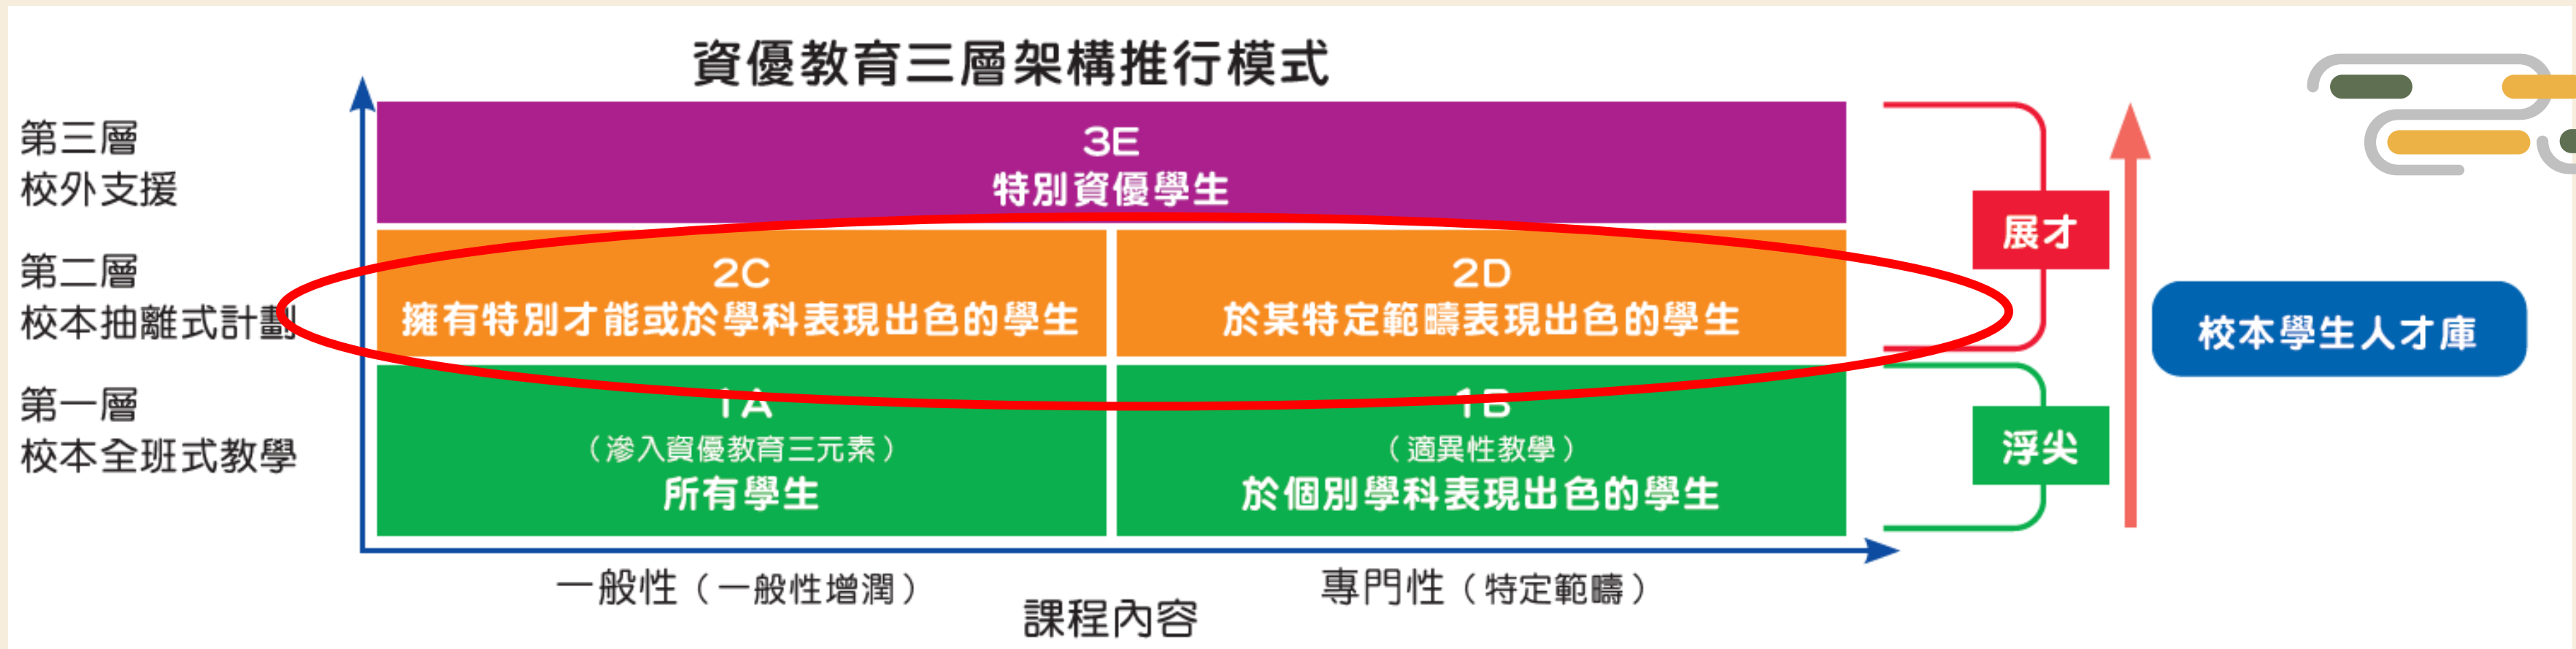 資優教育三層架構推行模式
第三層
校外支援
3E
特別資優學生
第二層
校本抽離式計劃
2C
擁有特別才能或於學科表現出色的學生
2D
於某特定範疇表現出色的學生
第一層
校本全班式教學
1A
（滲入資優教育三元素）
所有學生
1B
（適異性教學）
於個別學科表現出色的學生
展才
浮尖
校本學生人才庫
一般性（一般性增潤）
專門性（特定範疇）
課程內容